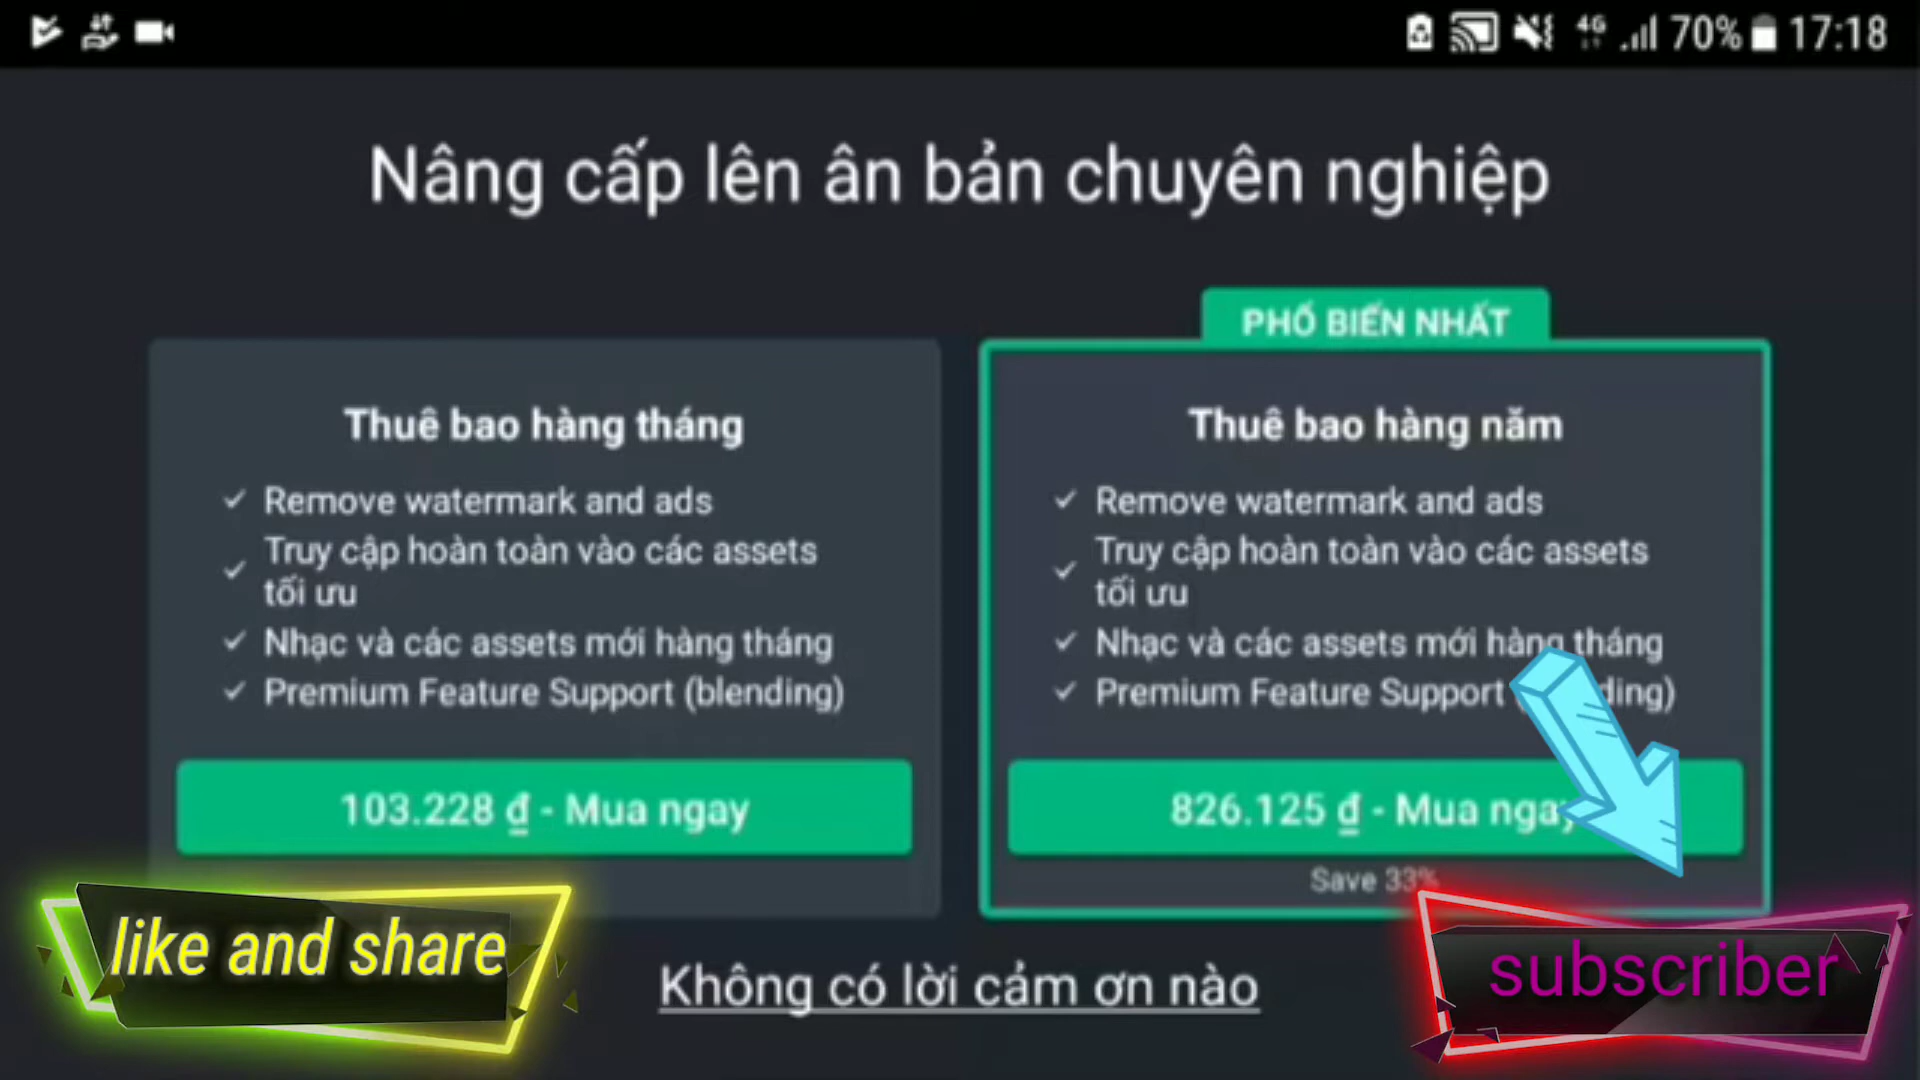 4G 70% 17:18
Nâng cấp lên ân bản chuyên nghiệp
PHỔ BIẾN NHẤT
Thuê bao hàng tháng
Remove watermark and ads
Truy cập hoàn toàn vào các assets
tối ưu
Nhạc và các assets mới hàng tháng
Premium Feature Support (blending)
103.228 ₫ - Mua ngay
Thuê bao hàng năm
Remove watermark and ads
Truy cập hoàn toàn vào các assets
tối ưu
Nhạc và các assets mới hàng tháng
Premium Feature Support
826.125 ₫ - Mua ngay
Save 33%
like and share
Không có lời cảm ơn nào
subscriber